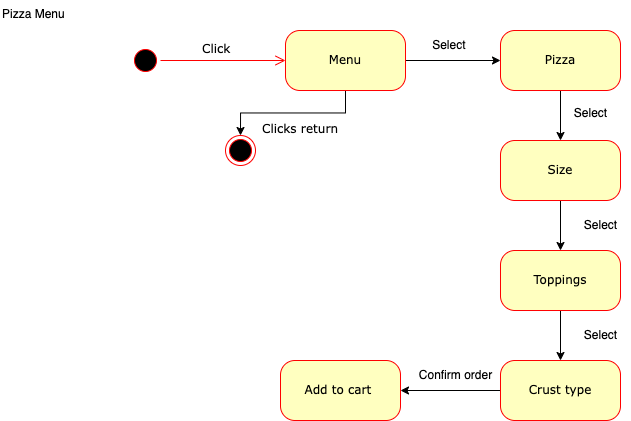 Pizza Menu
Click
Menu
Select
Pizza
Clicks return
Select
Size
Select
Toppings
Select
Add to cart
Confirm order
Crust type